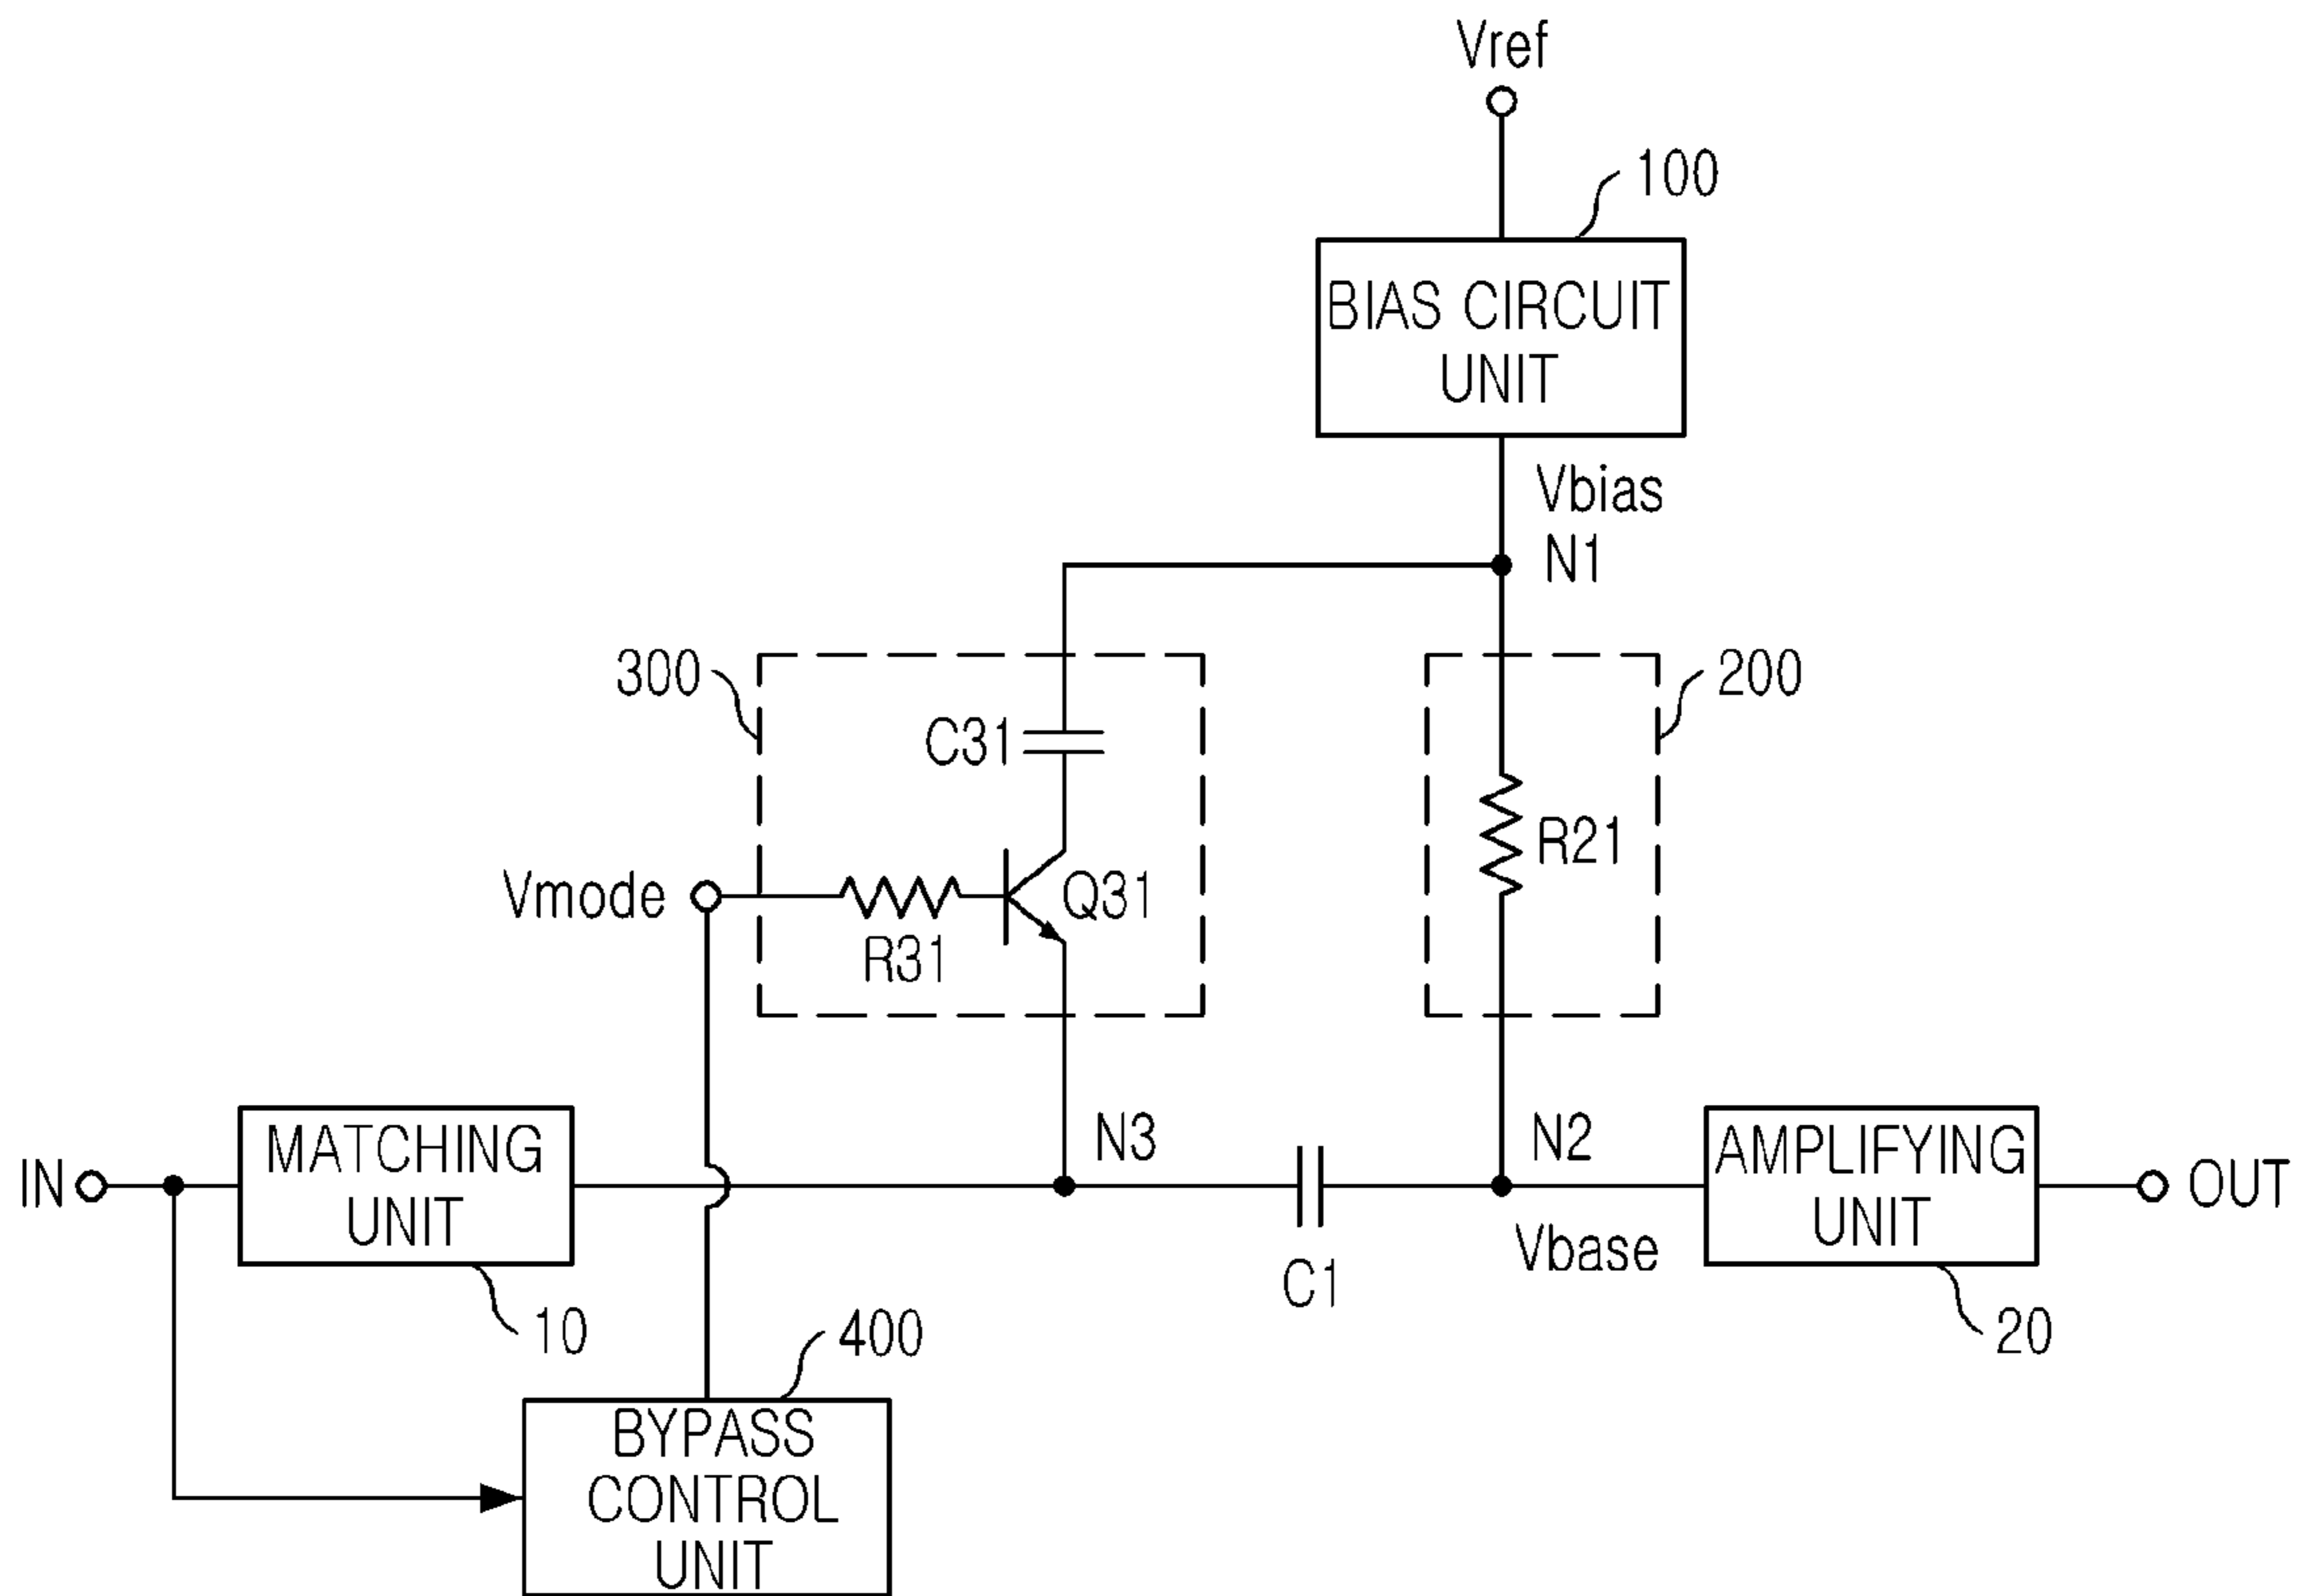 Vref
100
BIAS CIRCUIT
UNIT
Vbias
N1
300
200
C31
R21
Vmode
Q31
R31
N3
N2
IN
MATCHING
UNIT
AMPLIFYING
UNIT
OUT
Vbase
C1
10
400
20
BYPASS
CONTROL
UNIT